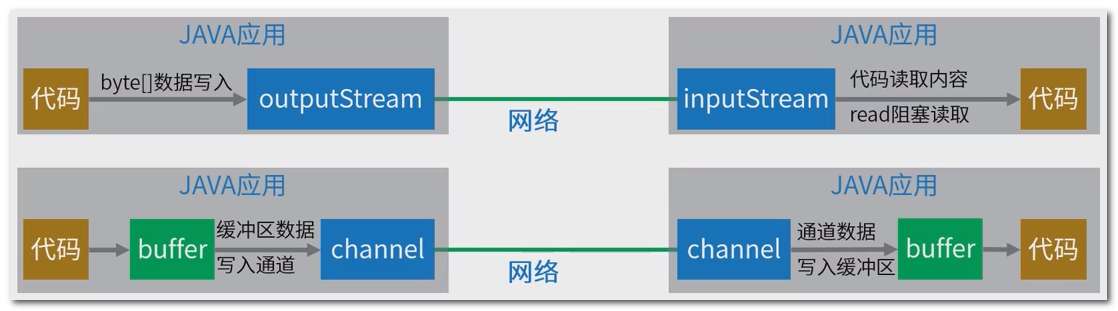 JAVA应用
JAVA应用
代码
byte[]数据写入
outputStream
网络
inputStream
代码读取内容
read阻塞读取
代码
JAVA应用
JAVA应用
代码
buffer
缓冲区数据
写入通道
channel
网络
channel
通道数据
写入缓冲区
buffer
代码